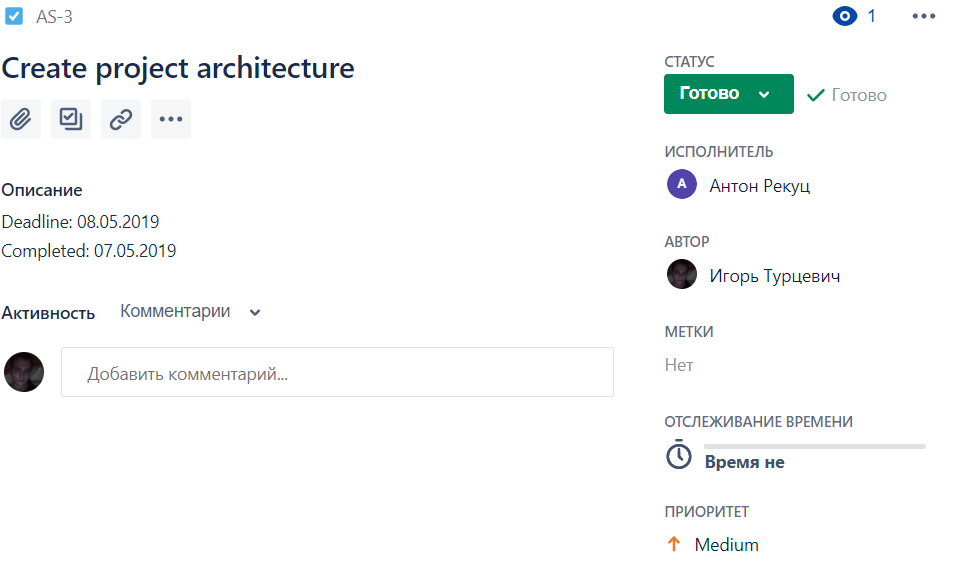 AS-3
1
Create project architecture
Описание
Deadline: 08.05.2019
Completed: 07.05.2019
Активность Комментарии
Добавить комментарий...
СТАТУС
Готово Готово
ИСПОЛНИТЕЛЬ
A Антон Рекуц
АВТОР
Игорь Турцевич
МЕТКИ
Нет
ОТСЛЕЖИВАНИЕ ВРЕМЕНИ
Время не
ПРИОРИТЕТ
Medium